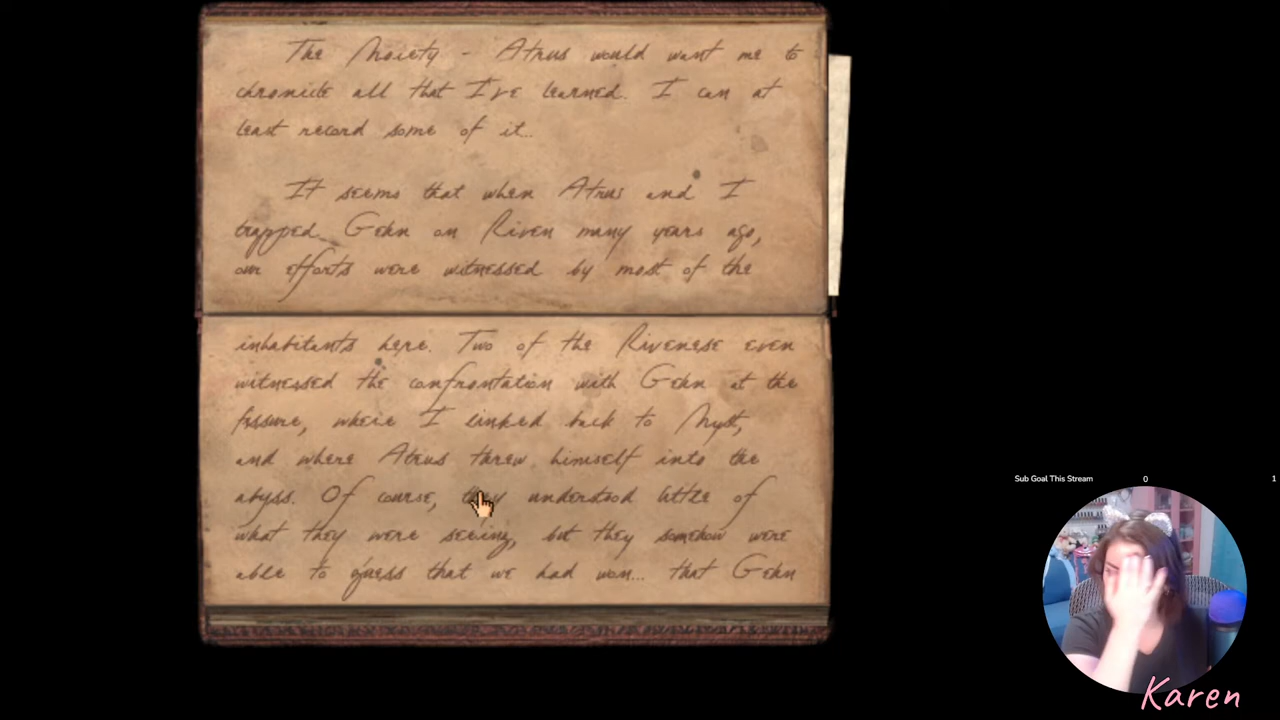 The Moiety - Atrus would want me to
chronicle all that I've learned. I can at
least record some of it...
It seems that when Atrus and I
trapped Gehn on Riven many years ago,
our efforts were witnessed by most of the
inhabitants here. Two of the Rivenese even
witnessed the confrontation with Gehn at the
fissure, where I linked back to Myst,
and where Atrus threw himself into the
abyss. Of course, they understood little of
what they were seeing, but they somehow were
able to guess that we had won... that Gehn
Sub Goal This Stream 0 1
Karen